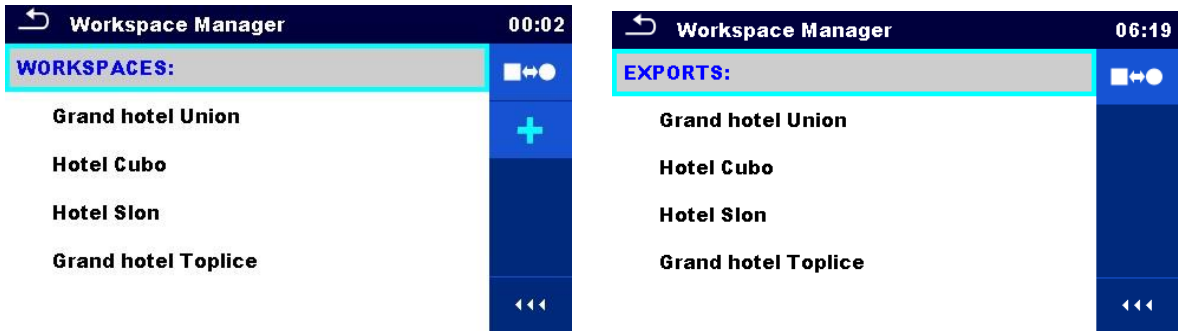 Workspace Manager 00:02
WORKSPACES:
Grand hotel Union
Hotel Cubo
Hotel Slon
Grand hotel Toplice
Workspace Manager 06:19
EXPORTS:
Grand hotel Union
Hotel Cubo
Hotel Slon
Grand hotel Toplice